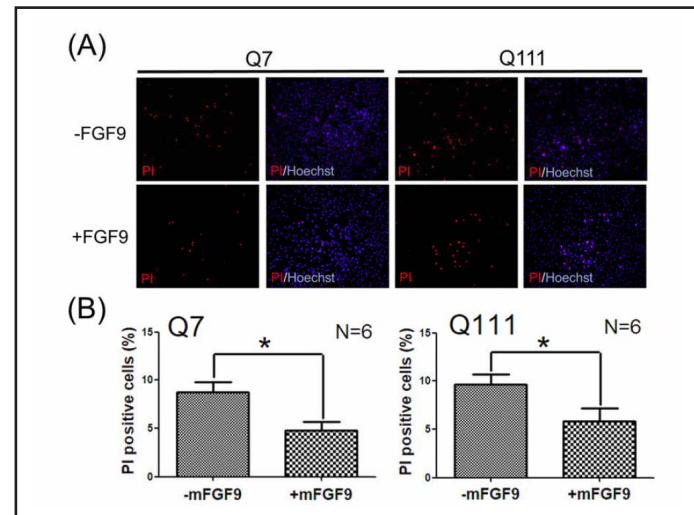 (A)
Q7 Q111
-FGF9
PI PI/Hoechst PI PI/Hoechst
+FGF9
PI PI/Hoechst PI PI/Hoechst
(B)
Q7 N=6
*
PI positive cells (%)
15
10
5
0
-mFGF9 +mFGF9
Q111 N=6
*
PI positive cells (%)
15
10
5
0
-mFGF9 +mFGF9